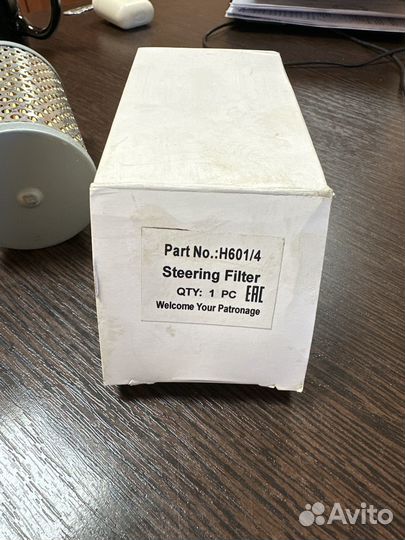 Part No.:H601/4
Steering Filter
QTY: 1 PC EAC
Welcome Your Patronage
Avito